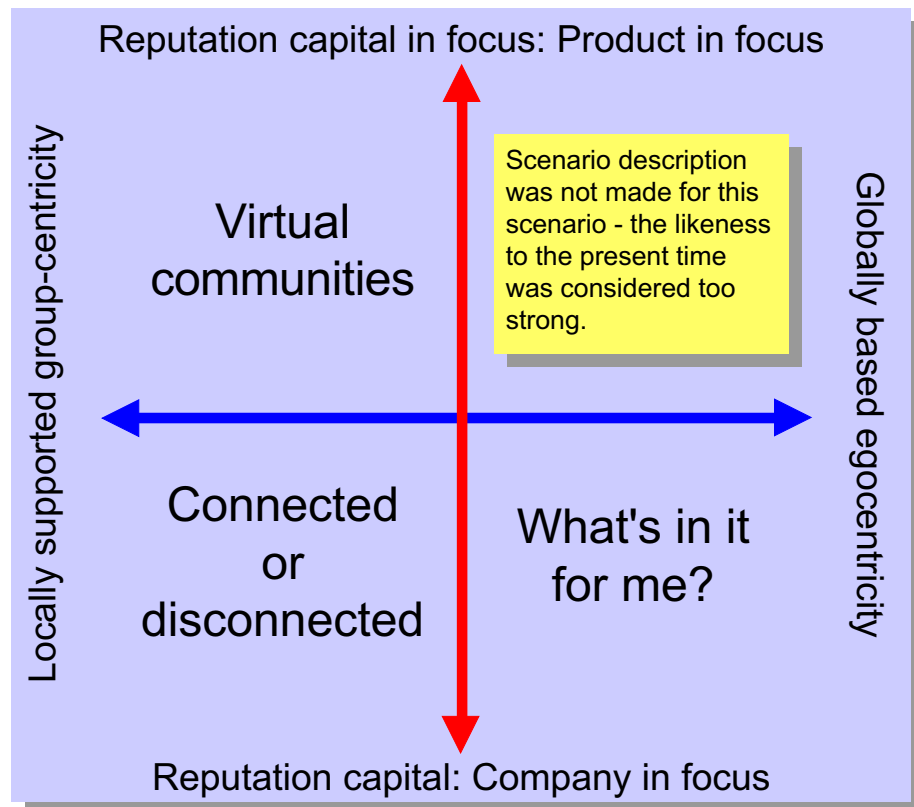 Reputation capital in focus: Product in focus
Locally supported group-centricity
Virtual
communities
Scenario description
was not made for this
scenario - the likeness
to the present time
was considered too
strong.
Globally based egocentricity
Connected
or
disconnected
What's in it
for me?
Reputation capital: Company in focus